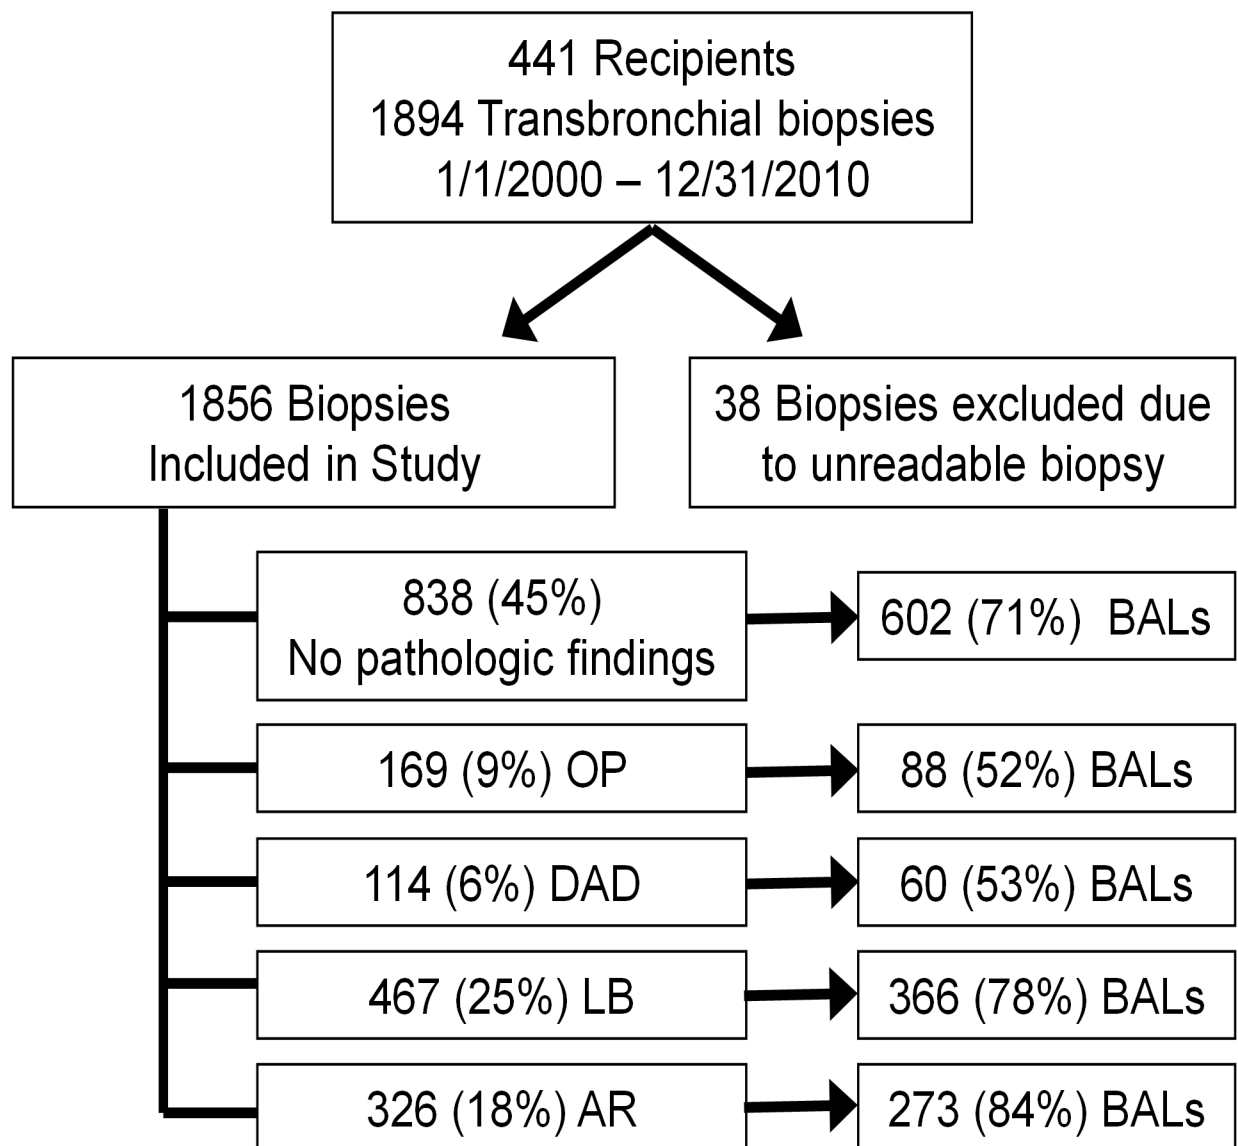 441 Recipients
1894 Transbronchial biopsies
1/1/2000 – 12/31/2010
1856 Biopsies
Included in Study
38 Biopsies excluded due
to unreadable biopsy
838 (45%)
No pathologic findings
602 (71%) BALs
169 (9%) OP
88 (52%) BALs
114 (6%) DAD
60 (53%) BALs
467 (25%) LB
366 (78%) BALs
326 (18%) AR
273 (84%) BALs